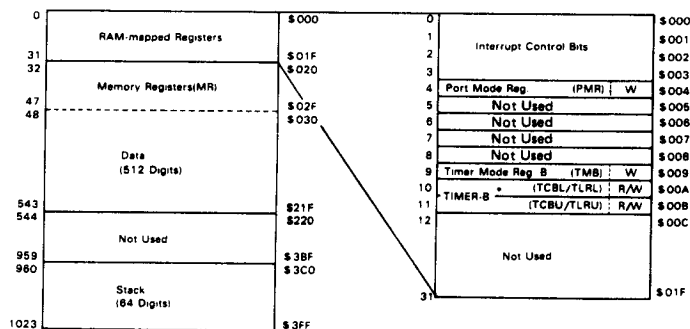 0
$000
RAM-mapped Registers
31
$01F
32
$020
Memory Registers(MR)
47
$02F
48
$030
Data
(512 Digits)
543
$21F
544
$220
Not Used
959
$3BF
960
$3C0
Stack
(64 Digits)
1023
$3FF
0
$000
1
$001
Interrupt Control Bits
2
$002
3
$003
4 Port Mode Reg. (PMR) W $004
5 Not Used $005
6 Not Used $006
7 Not Used $007
8 Not Used $008
9 Timer Mode Reg B (TMB) W $009
10 * (TCBL/TLRL) R/W $00A
TIMER-B
11 (TCBU/TLRU) R/W $00B
12 $00C
Not Used
31 $01F